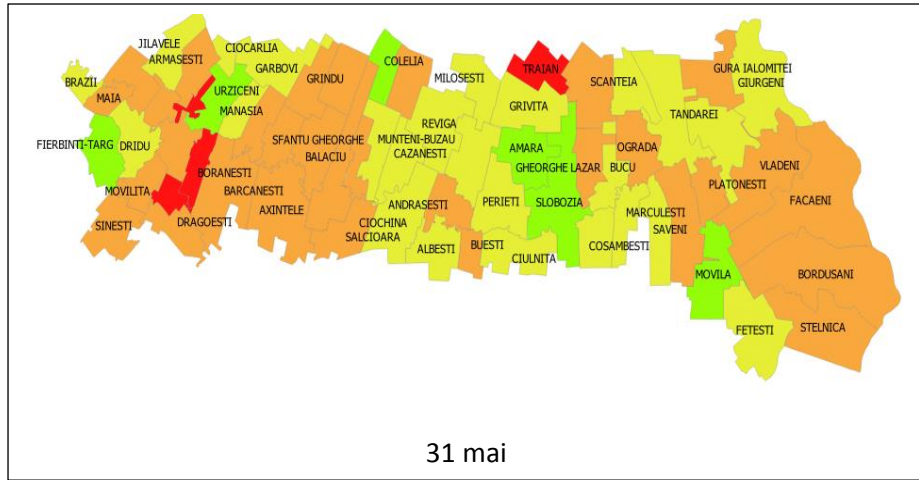 JILAVELE
ARMASESTI
CIOCARLIA
GARBOVI
COLELIA
BRAZII
MAIA
URZICENI
MANASIA
GRINDU
MILOSESTI
TRAIAN
SCANTEIA
GURA IALOMITEI
GIURGENI
GRIVITA
TANDAREI
FIERBINTI-TARG
DRIDU
REVIGA
MUNTENI-BUZAU
CAZANESTI
SFANTU GHEORGHE
BALACIU
AMARA
OGRADA
GHEORGHE LAZAR
BUCU
VLADENI
BORANESTI
BARCANESTI
MOVILITA
AXINTELE
PLATONESTI
FACAENI
ANDRASESTI
PERIETI
SLOBOZIA
MARCULESTI
SAVENI
SINESTI
DRAGOESTI
CIOCHINA
SALCIOARA
ALBESTI
BUESTI
CIULNITA
COSAMBESTI
MOVILA
BORDUSANI
FETESTI
STELNICA
31 mai